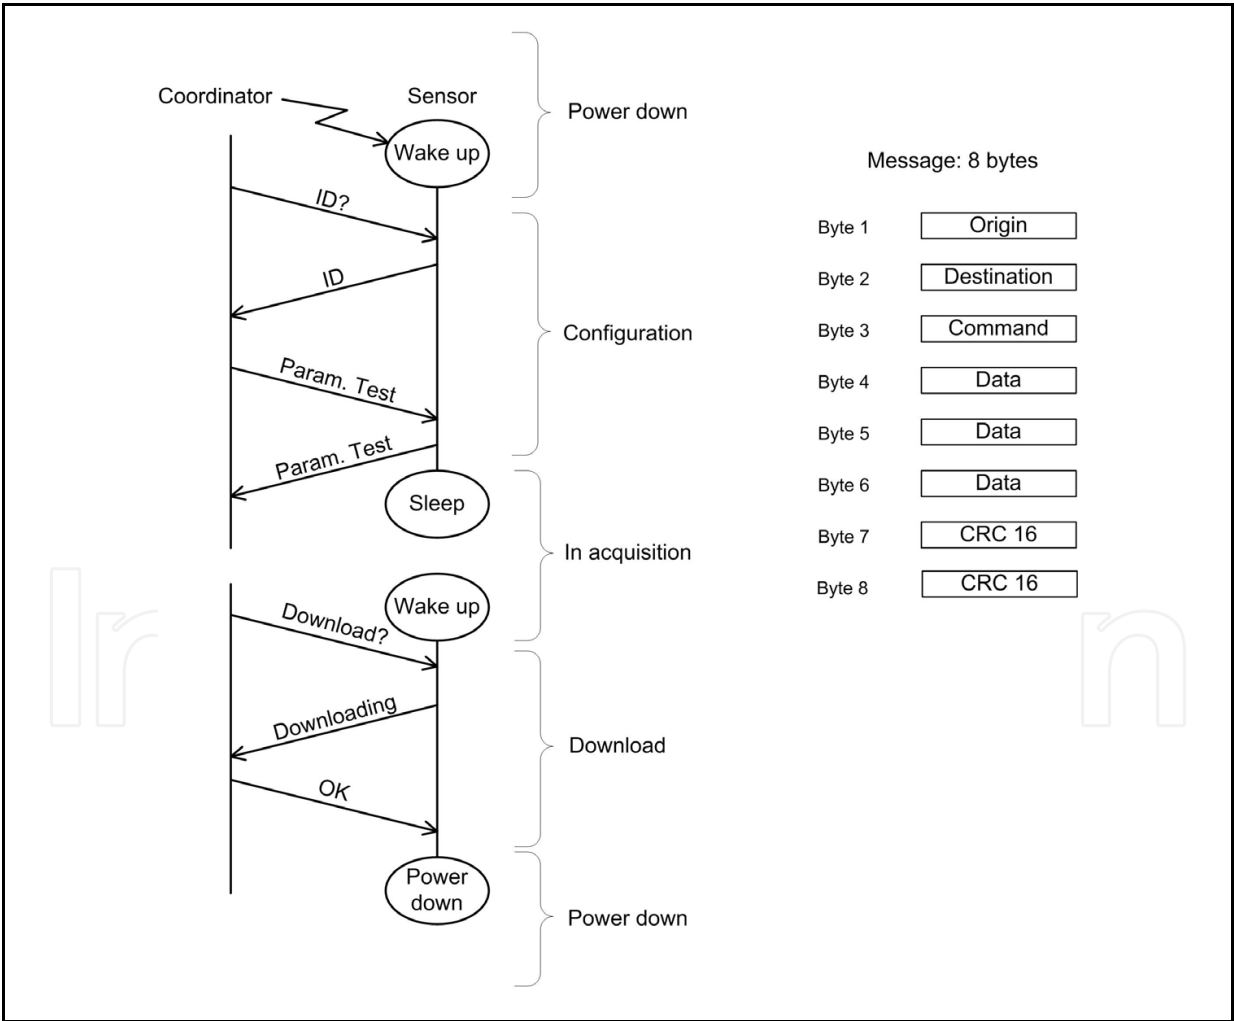 Coordinator
Sensor
Power down
Wake up
ID?
ID
Configuration
Param. Test
Param. Test
Sleep
In acquisition
Wake up
Download?
Downloading
Download
OK
Power
down
Power down
Message: 8 bytes
Byte 1 Origin
Byte 2 Destination
Byte 3 Command
Byte 4 Data
Byte 5 Data
Byte 6 Data
Byte 7 CRC 16
Byte 8 CRC 16